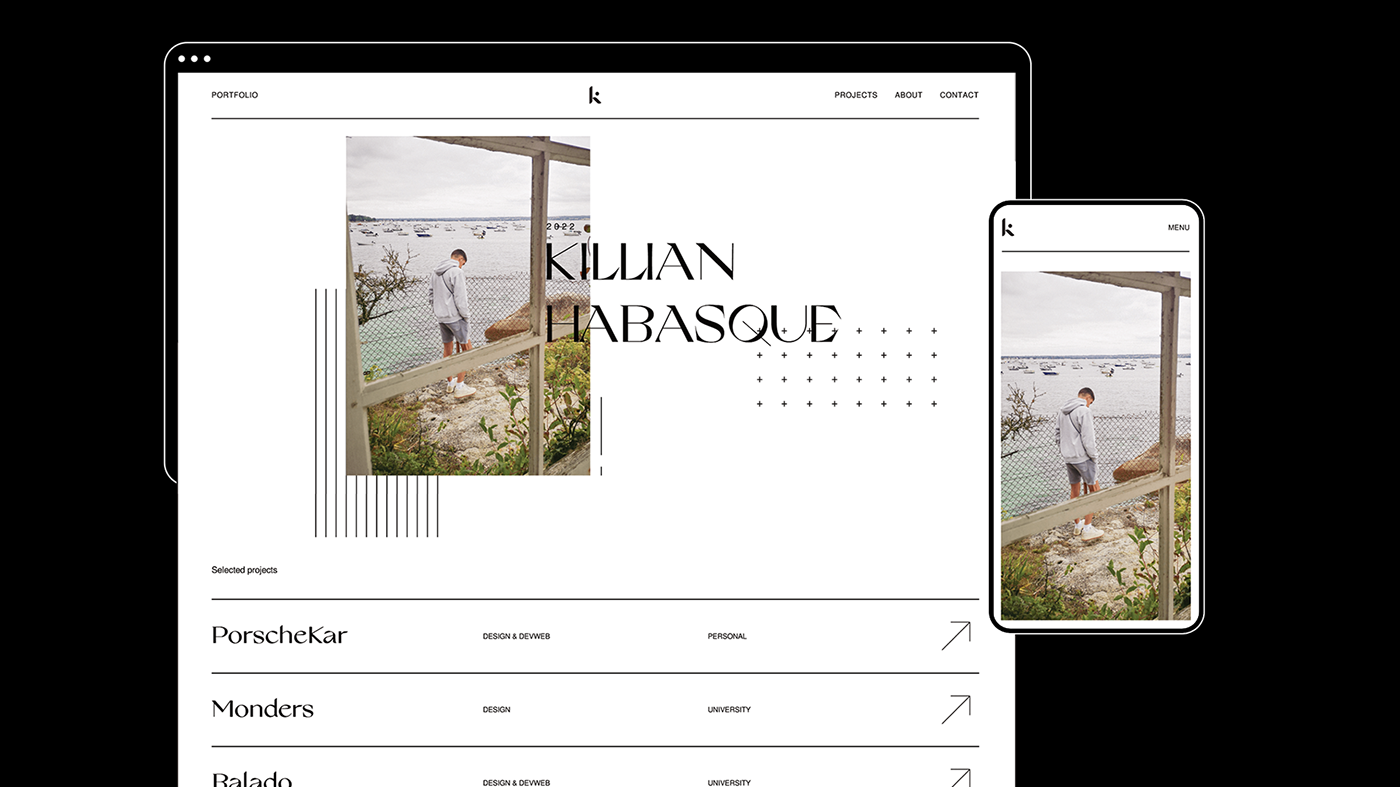 PORTFOLIO
k
PROJECTS ABOUT CONTACT
2022
KILLIAN
HABASQUE
Selected projects
PorscheKar DESIGN & DEVWEB PERSONAL
Monders DESIGN UNIVERSITY
Balado DESIGN & DEVWEB UNIVERSITY
k MENU